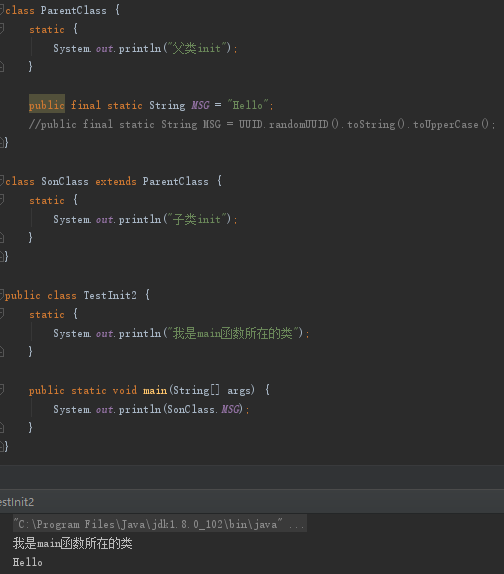 class ParentClass {
static {
System.out.println("父类init");
}
public final static String MSG = "Hello";
//public final static String MSG = UUID.randomUUID().toString().toUpperCase();
}
class SonClass extends ParentClass {
static {
System.out.println("子类init");
}
}
public class TestInit2 {
static {
System.out.println("我是main函数所在的类");
}
public static void main(String[] args) {
System.out.println(SonClass.MSG);
}
}
estInit2
"C:\Program Files\Java\jdk1.8.0_102\bin\java" ...
我是main函数所在的类
Hello